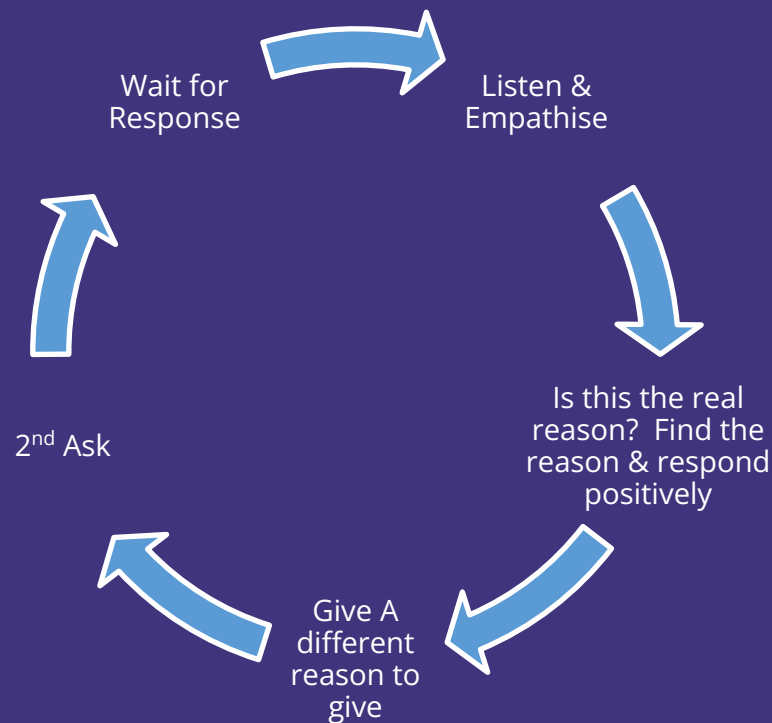 Wait for
Response
Listen &
Empathise
Is this the real
reason? Find the
reason & respond
positively
Give A
different
reason to
give
2nd Ask